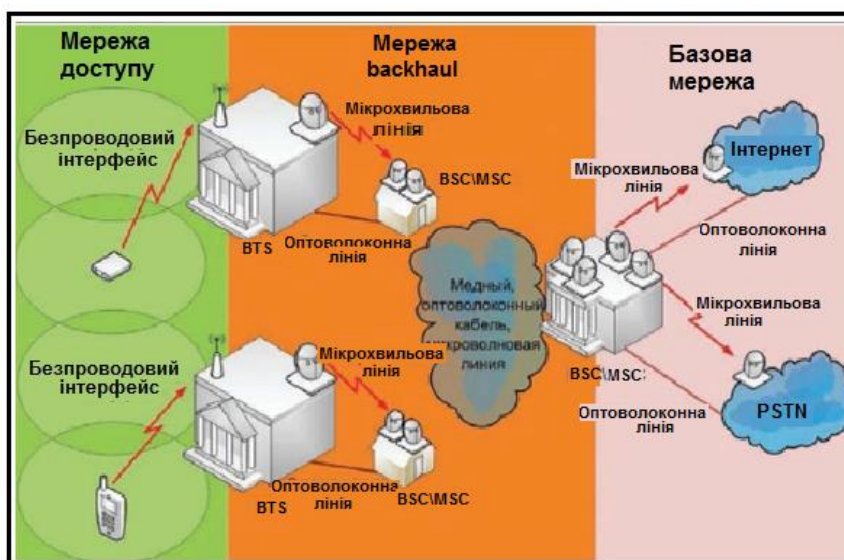 Мережа
доступу
Мережа
backhaul
Базова
мережа
Безпроводовий
інтерфейс
Мікрохвильова
лінія
BSC\MSC
BTS
Оптоволоконна
лінія
Медный,
оптоволоконный
кабель,
микроволновая
линия
Безпроводовий
інтерфейс
Мікрохвильова
лінія
BTS
Оптоволоконна
лінія
BSC\MSC
Інтернет
Мікрохвильова
лінія
Оптоволоконна
лінія
Мікрохвильова
лінія
BSC\MSC
Оптоволоконна
лінія
PSTN